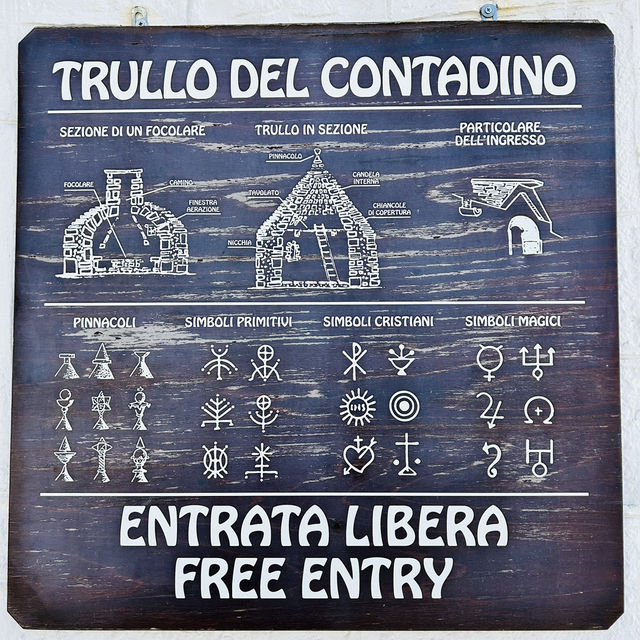 TRULLO DEL CONTADINO
SEZIONE DI UN FOCOLARE
TRULLO IN SEZIONE
PARTICOLARE
DELL'INGRESSO
FOCOLARE
CAMINO
FINESTRA
AERAZIONE
PINNACOLO
CANDELA
INTERNA
TAVOLATO
CHIANCOLE
DI COPERTURA
NICCHIA
PINNACOLI
SIMBOLI PRIMITIVI
SIMBOLI CRISTIANI
SIMBOLI MAGICI
IHS
ENTRATA LIBERA
FREE ENTRY